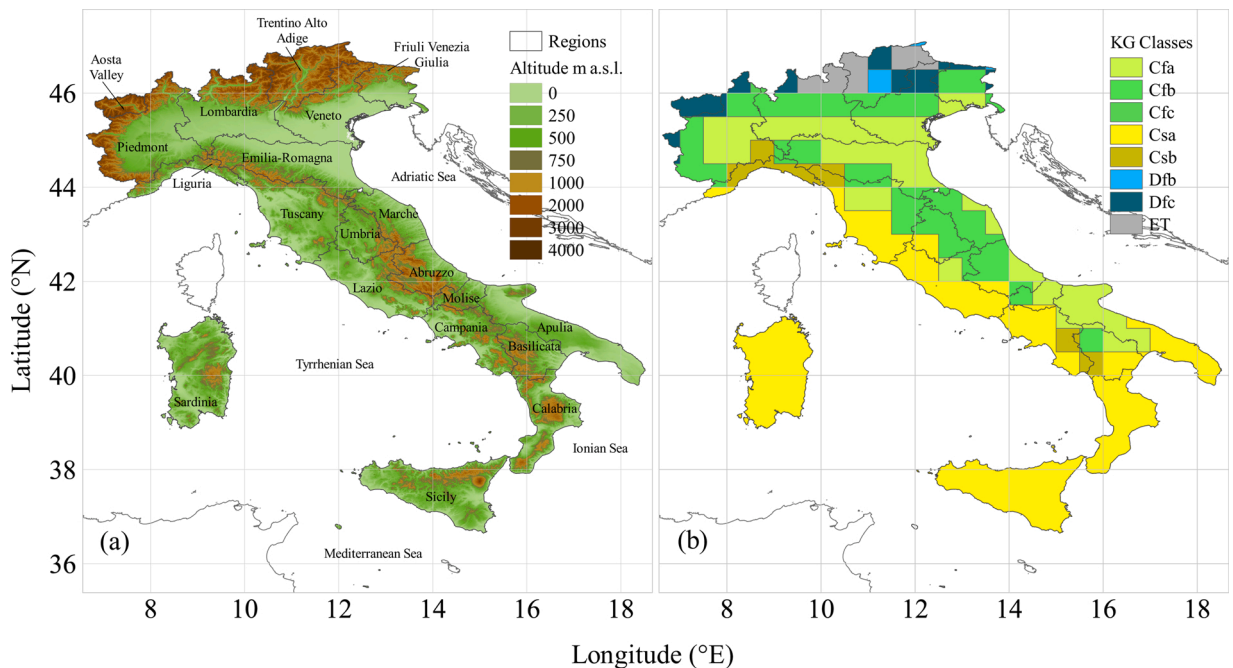 Trentino Alto
Adige
Friuli Venezia
Giulia
Aosta
Valley
Lombardia
Veneto
Piedmont
Emilia-Romagna
Liguria
Adriatic Sea
Tuscany
Marche
Umbria
Abruzzo
Lazio
Molise
Campania
Apulia
Basilicata
Tyrrhenian Sea
Sardinia
Calabria
Ionian Sea
Sicily
Mediterranean Sea
(a)
Regions
Altitude m a.s.l.
0
250
500
750
1000
2000
3000
4000
46
44
42
40
38
36
Latitude (°N)
8
10
12
14
16
18
KG Classes
Cfa
Cfb
Cfc
Csa
Csb
Dfb
Dfc
ET
(b)
8
10
12
14
16
18
Longitude (°E)